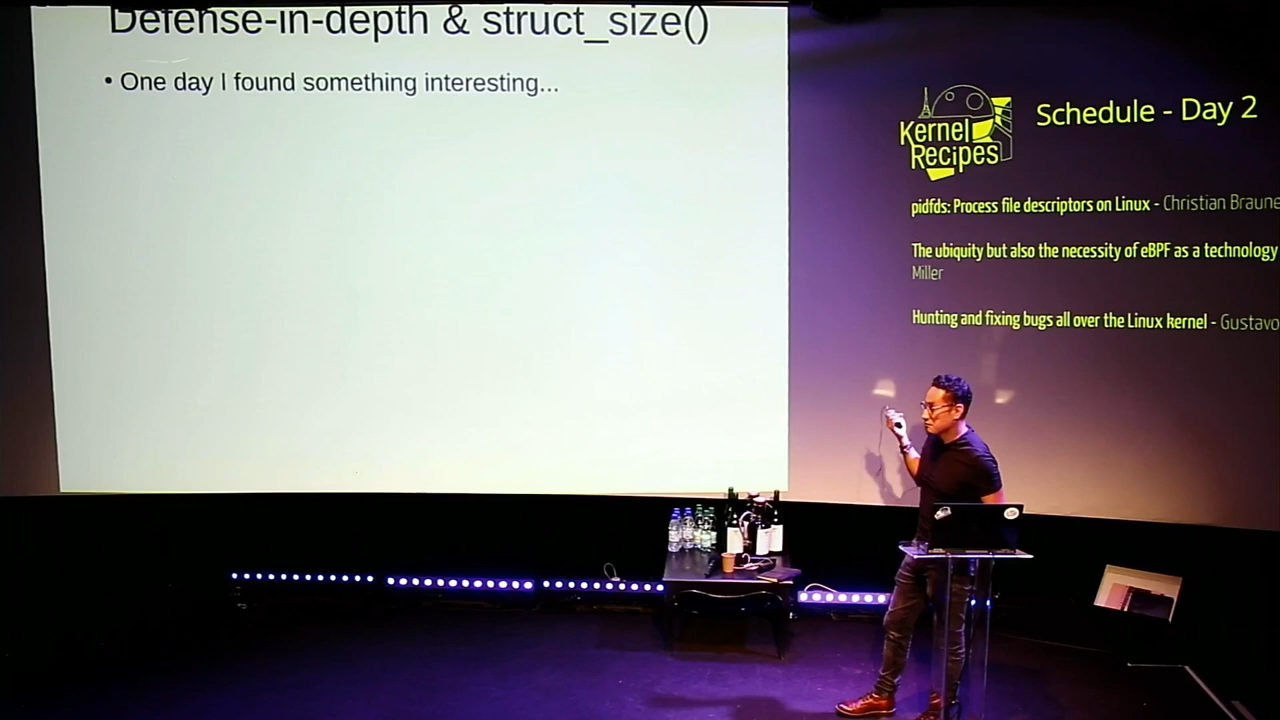 Defense-in-depth & struct_size()
• One day I found something interesting...
Kernel
Recipes
Schedule - Day 2
pidfds: Process file descriptors on Linux - Christian Braune
The ubiquity but also the necessity of eBPF as a technology
Miller
Hunting and fixing bugs all over the Linux kernel - Gustavo